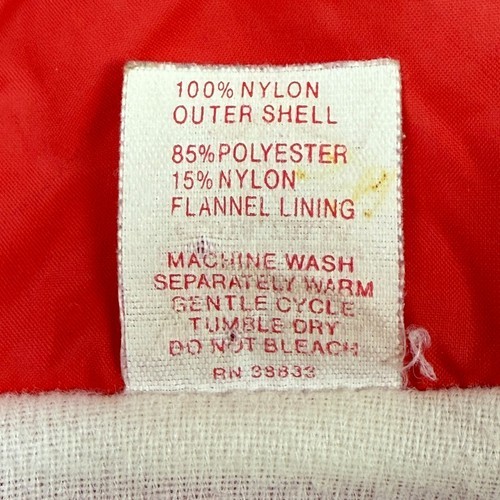 100% NYLON
OUTER SHELL
85% POLYESTER
15% NYLON
FLANNEL LINING
MACHINE WASH
SEPARATELY WARM
GENTLE CYCLE
TUMBLE DRY
DO NOT BLEACH
RN 38833